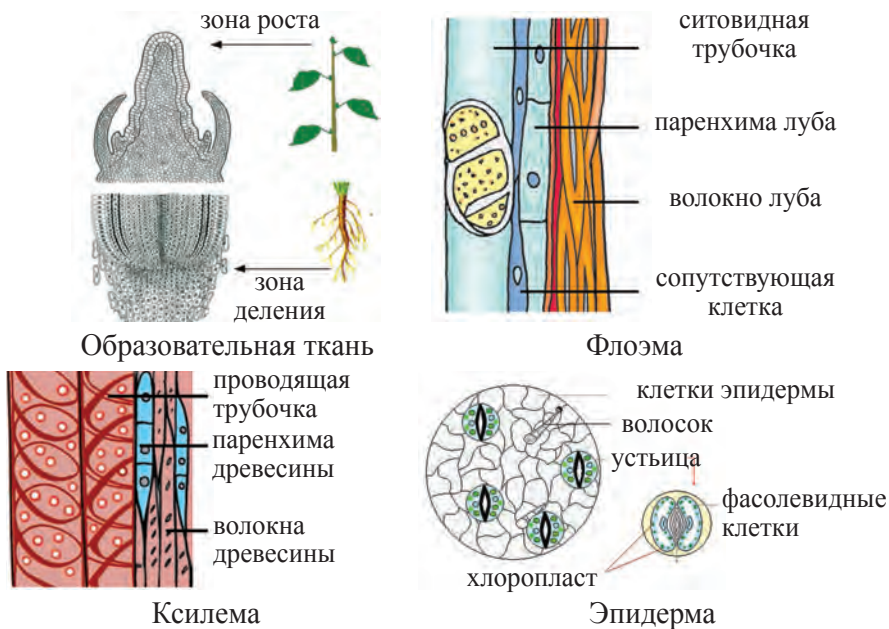 зона роста
зона
деления
Образовательная ткань
ситовидная
трубочка
паренхима луба
волокно луба
сопутствующая
клетка
Флоэма
проводящая
трубочка
паренхима
древесины
волокна
древесины
Ксилема
клетки эпидермы
волосок
устьица
фасолевидные
клетки
хлоропласт
Эпидерма